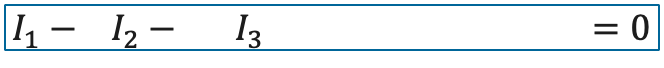 I₁ − I₂ − I₃ = 0